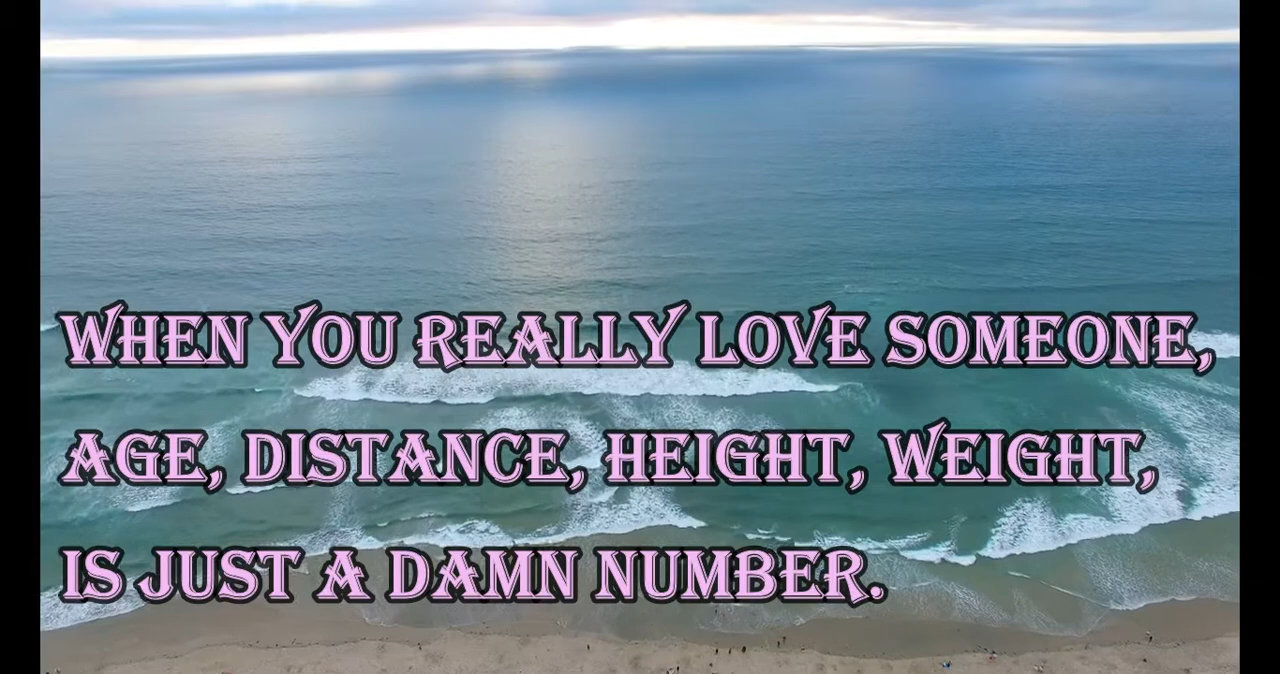 WHEN YOU REALLY LOVE SOMEONE,
AGE, DISTANCE, HEIGHT, WEIGHT,
IS JUST A DAMN NUMBER.